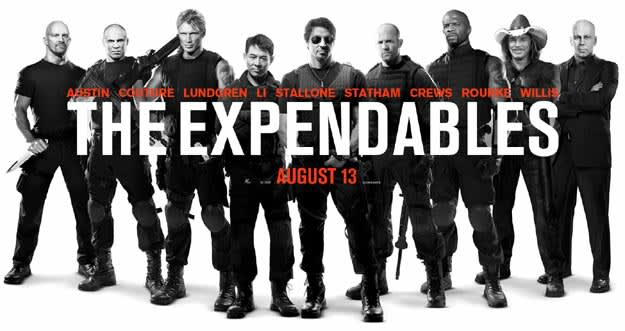 AUSTIN COUTURE LUNDGREN LI STALLONE STATHAM CREWS ROURKE WILLIS
THE EXPENDABLES
AUGUST 13